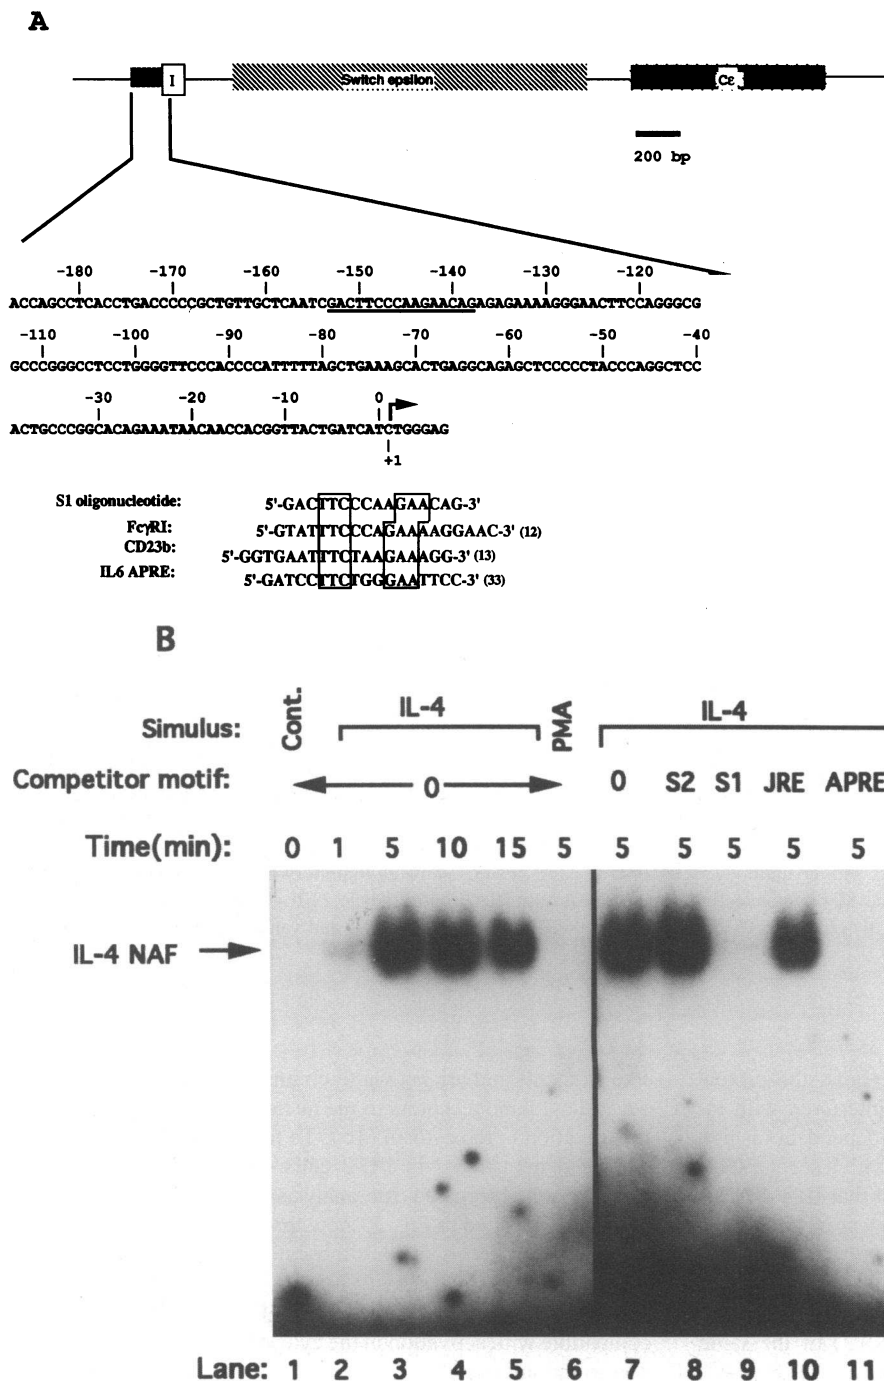 A
I
Switch epsilon
Cε
200 bp
-180 -170 -160 -150 -140 -130 -120
ACCAGCCTCACCTGACCCCCGCTGTTGCTCAATCGACTTCCCAAGAACAGAGAGAAAAGGGAACTTCCAGGGCG
-110 -100 -90 -80 -70 -60 -50 -40
GCCCGGGCCTCCTGGGGTTCCCACCCCATTTTTAGCTGAAAGCACTGAGGCAGAGCTCCCCCTACCCAGGCTCC
-30 -20 -10 0
ACTGCCCGGCACAGAAATAACAACCACGGTTACTGATCATCTGGGAG
+1
S1 oligonucleotide: 5'-GACTTCCCAAGAACAG-3'
FcγRI: 5'-GTATTTCCCAGAAAAGGAAC-3' (12)
CD23b: 5'-GGTGAATTTCTAAGAAAGG-3' (13)
IL6 APRE: 5'-GATCCTTCTGGGAATTCC-3' (33)
B
Simulus: Cont. IL-4 PMA IL-4
Competitor motif: 0 0 S2 S1 JRE APRE
Time(min): 0 1 5 10 15 5 5 5 5 5 5
IL-4 NAF
Lane: 1 2 3 4 5 6 7 8 9 10 11